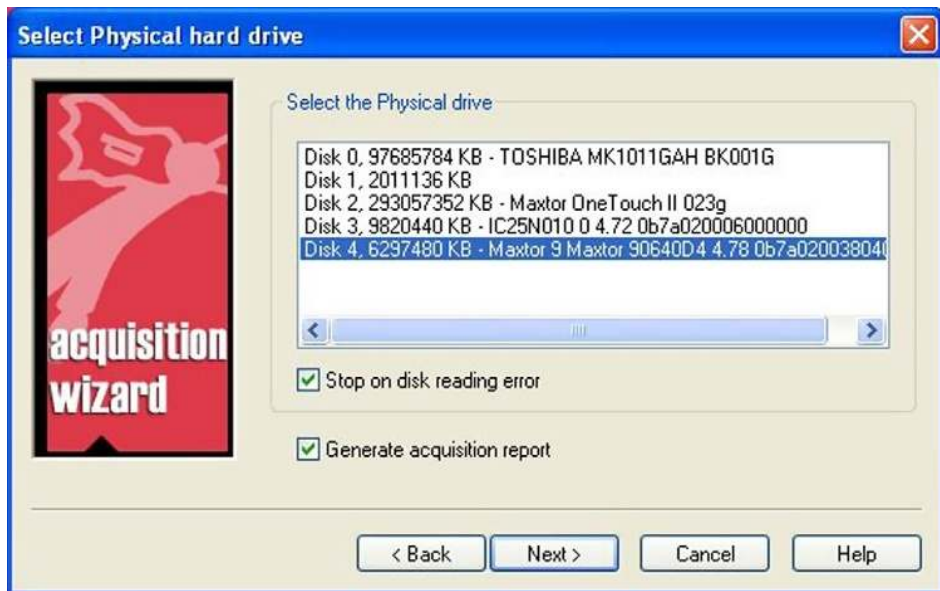 Select Physical hard drive
Select the Physical drive
Disk 0, 97685784 KB - TOSHIBA MK1011GAH BK001G
Disk 1, 2011136 KB
Disk 2, 293057352 KB - Maxtor OneTouch II 023g
Disk 3, 9820440 KB - IC25N010 0 4.72 0b7a020006000000
Disk 4, 6297480 KB - Maxtor 9 Maxtor 90640D4 4.78 0b7a02003804
Stop on disk reading error
acquisition
wizard
Generate acquisition report
< Back
Next >
Cancel
Help